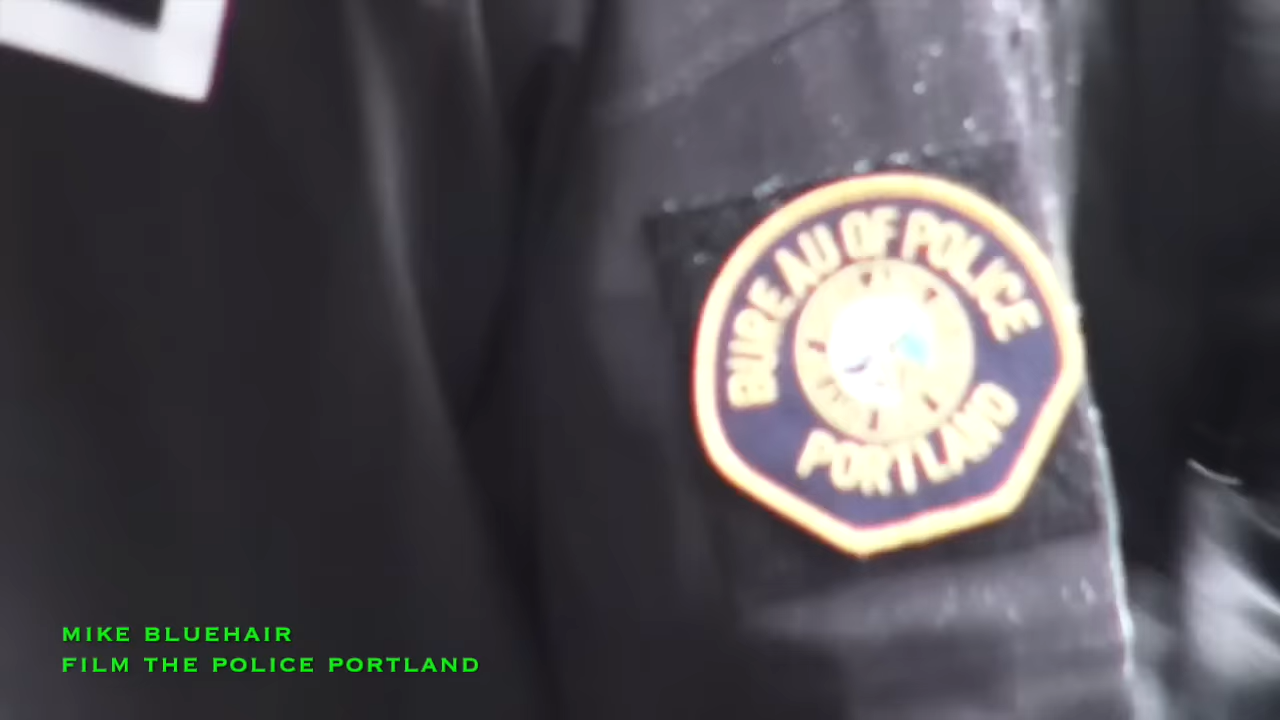 BUREAU OF POLICE
PORTLAND
MIKE BLUEHAIR
FILM THE POLICE PORTLAND